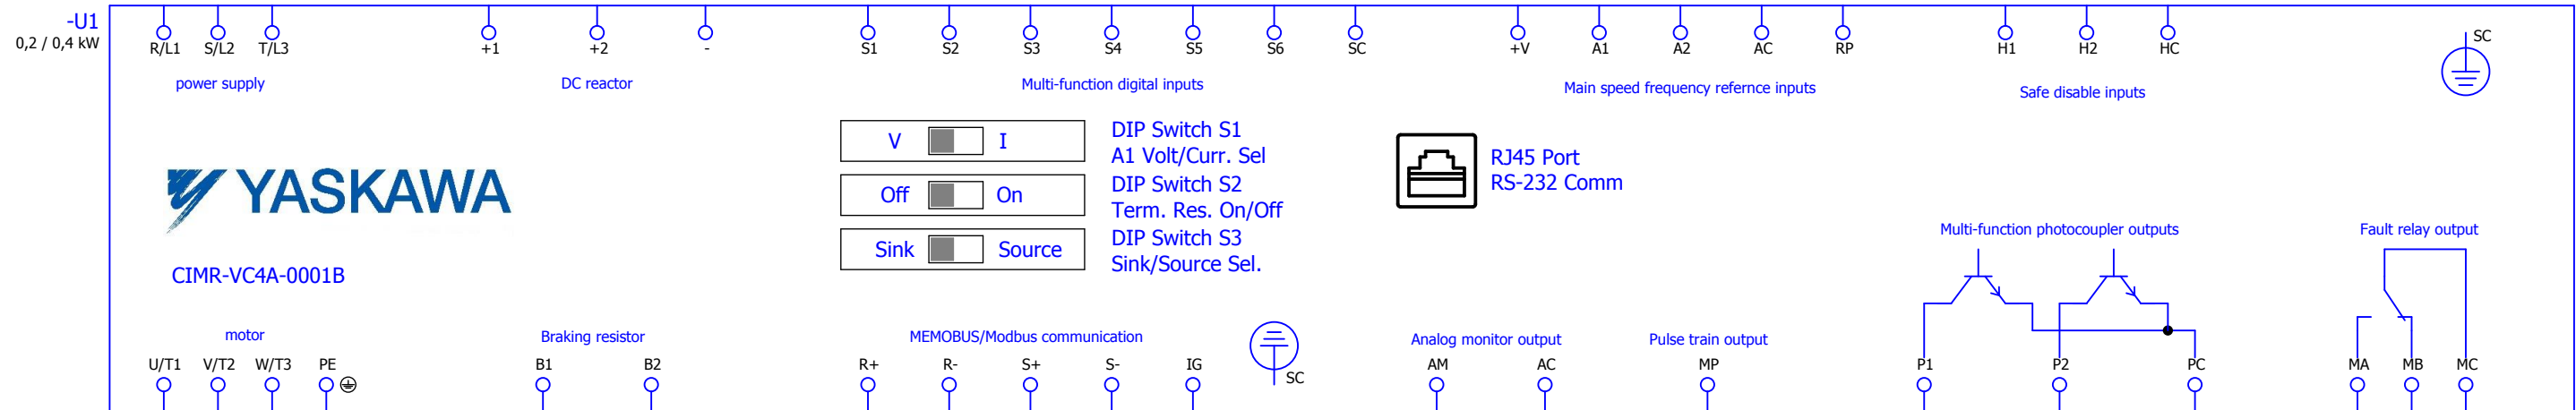 -U1
0,2 / 0,4 kW
R/L1 S/L2 T/L3 +1 +2 - S1 S2 S3 S4 S5 S6 SC +V A1 A2 AC RP H1 H2 HC SC
power supply DC reactor Multi-function digital inputs Main speed frequency refernce inputs Safe disable inputs
V I DIP Switch S1
A1 Volt/Curr. Sel
Off On DIP Switch S2
Term. Res. On/Off
Sink Source DIP Switch S3
Sink/Source Sel.
RJ45 Port
RS-232 Comm
YASKAWA
CIMR-VC4A-0001B
Multi-function photocoupler outputs Fault relay output
motor Braking resistor MEMOBUS/Modbus communication Analog monitor output Pulse train output
U/T1 V/T2 W/T3 PE B1 B2 R+ R- S+ S- IG SC AM AC MP P1 P2 PC MA MB MC